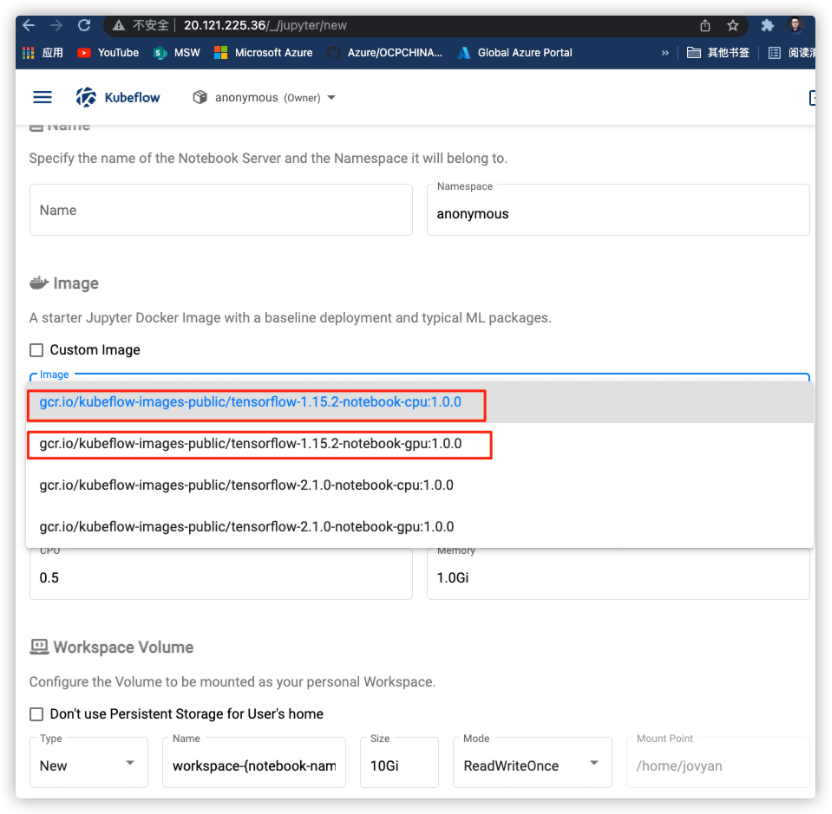 不安全 | 20.121.225.36/_/jupyter/new
应用 YouTube MSW Microsoft Azure Azure/OCPCHINA... Global Azure Portal » 其他书签
Kubeflow anonymous (Owner)
Name
Specify the name of the Notebook Server and the Namespace it will belong to.
Namespace
Name anonymous
Image
A starter Jupyter Docker Image with a baseline deployment and typical ML packages.
Custom Image
Image
gcr.io/kubeflow-images-public/tensorflow-1.15.2-notebook-cpu:1.0.0
gcr.io/kubeflow-images-public/tensorflow-1.15.2-notebook-gpu:1.0.0
gcr.io/kubeflow-images-public/tensorflow-2.1.0-notebook-cpu:1.0.0
gcr.io/kubeflow-images-public/tensorflow-2.1.0-notebook-gpu:1.0.0
CPU Memory
0.5 1.0Gi
Workspace Volume
Configure the Volume to be mounted as your personal Workspace.
Don't use Persistent Storage for User's home
Type Name Size Mode Mount Point
New workspace-{notebook-nam 10Gi ReadWriteOnce /home/jovyan